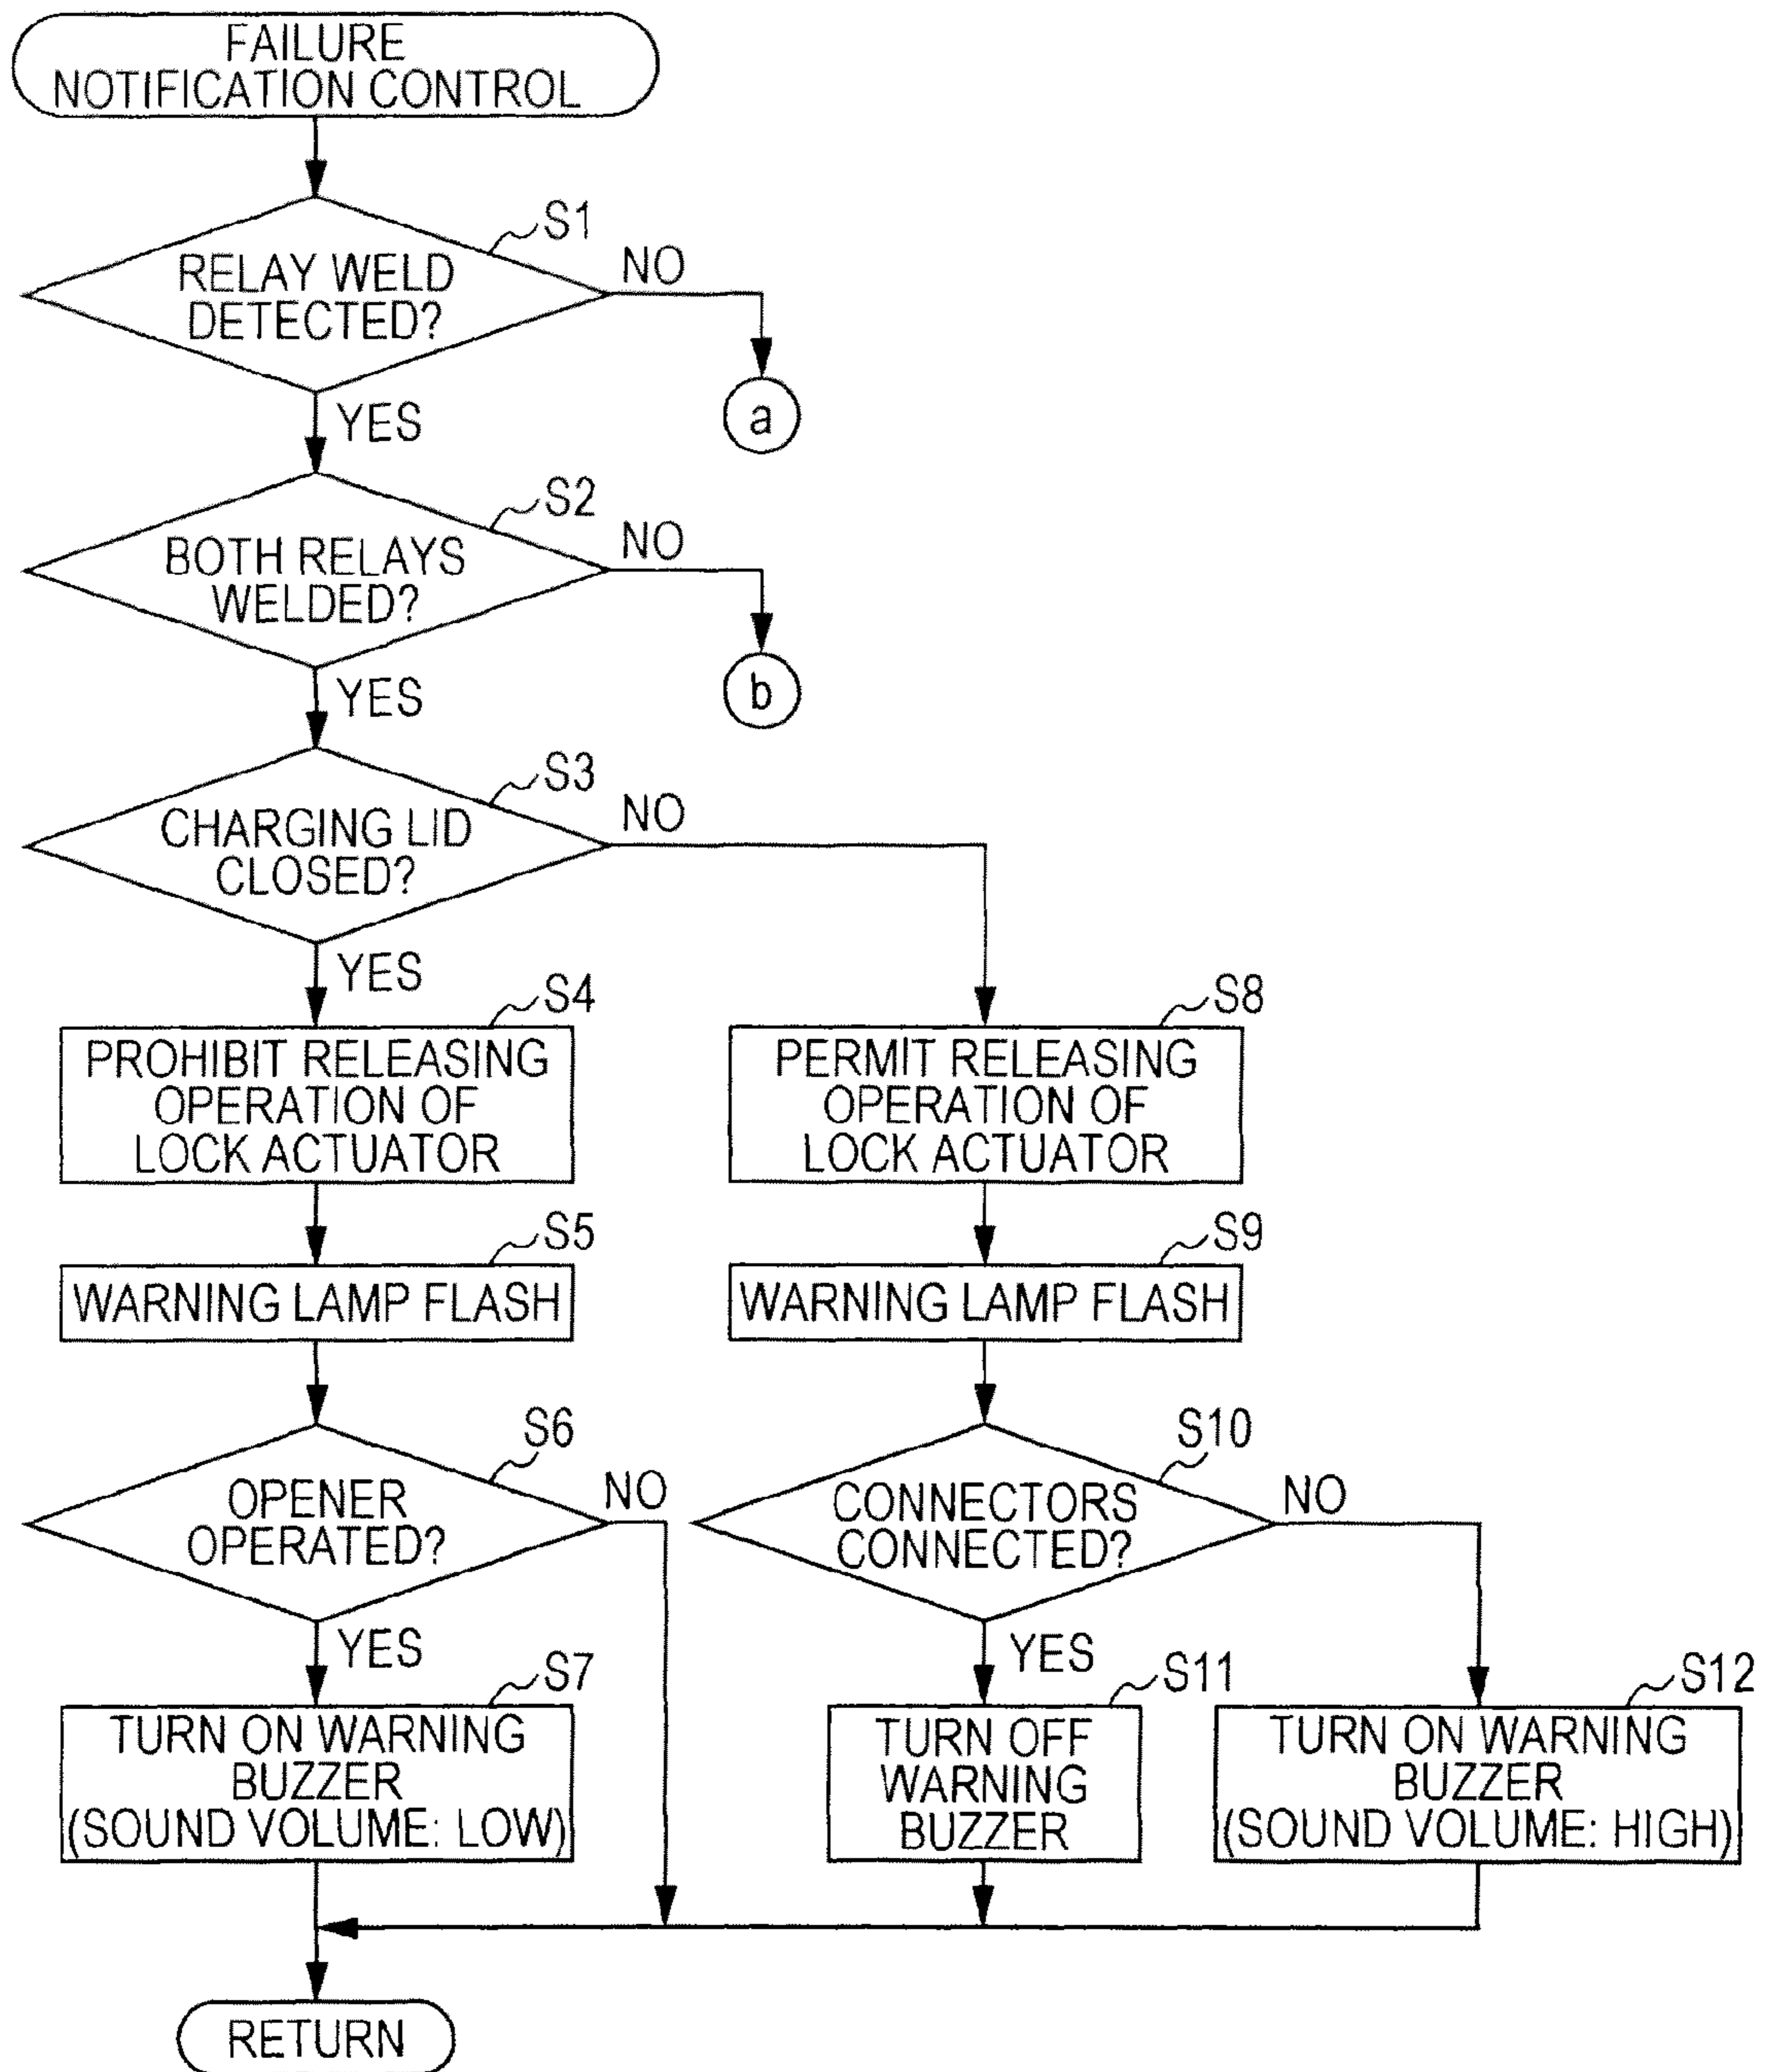 FAILURE
NOTIFICATION CONTROL
S1
RELAY WELD
DETECTED?
NO
a
YES
S2
BOTH RELAYS
WELDED?
NO
b
YES
S3
CHARGING LID
CLOSED?
NO
YES
S4
PROHIBIT RELEASING
OPERATION OF
LOCK ACTUATOR
S8
PERMIT RELEASING
OPERATION OF
LOCK ACTUATOR
S5
WARNING LAMP FLASH
S9
WARNING LAMP FLASH
S6
OPENER
OPERATED?
NO
S10
CONNECTORS
CONNECTED?
NO
YES
S7
TURN ON WARNING
BUZZER
(SOUND VOLUME: LOW)
YES
S11
TURN OFF
WARNING
BUZZER
S12
TURN ON WARNING
BUZZER
(SOUND VOLUME: HIGH)
RETURN